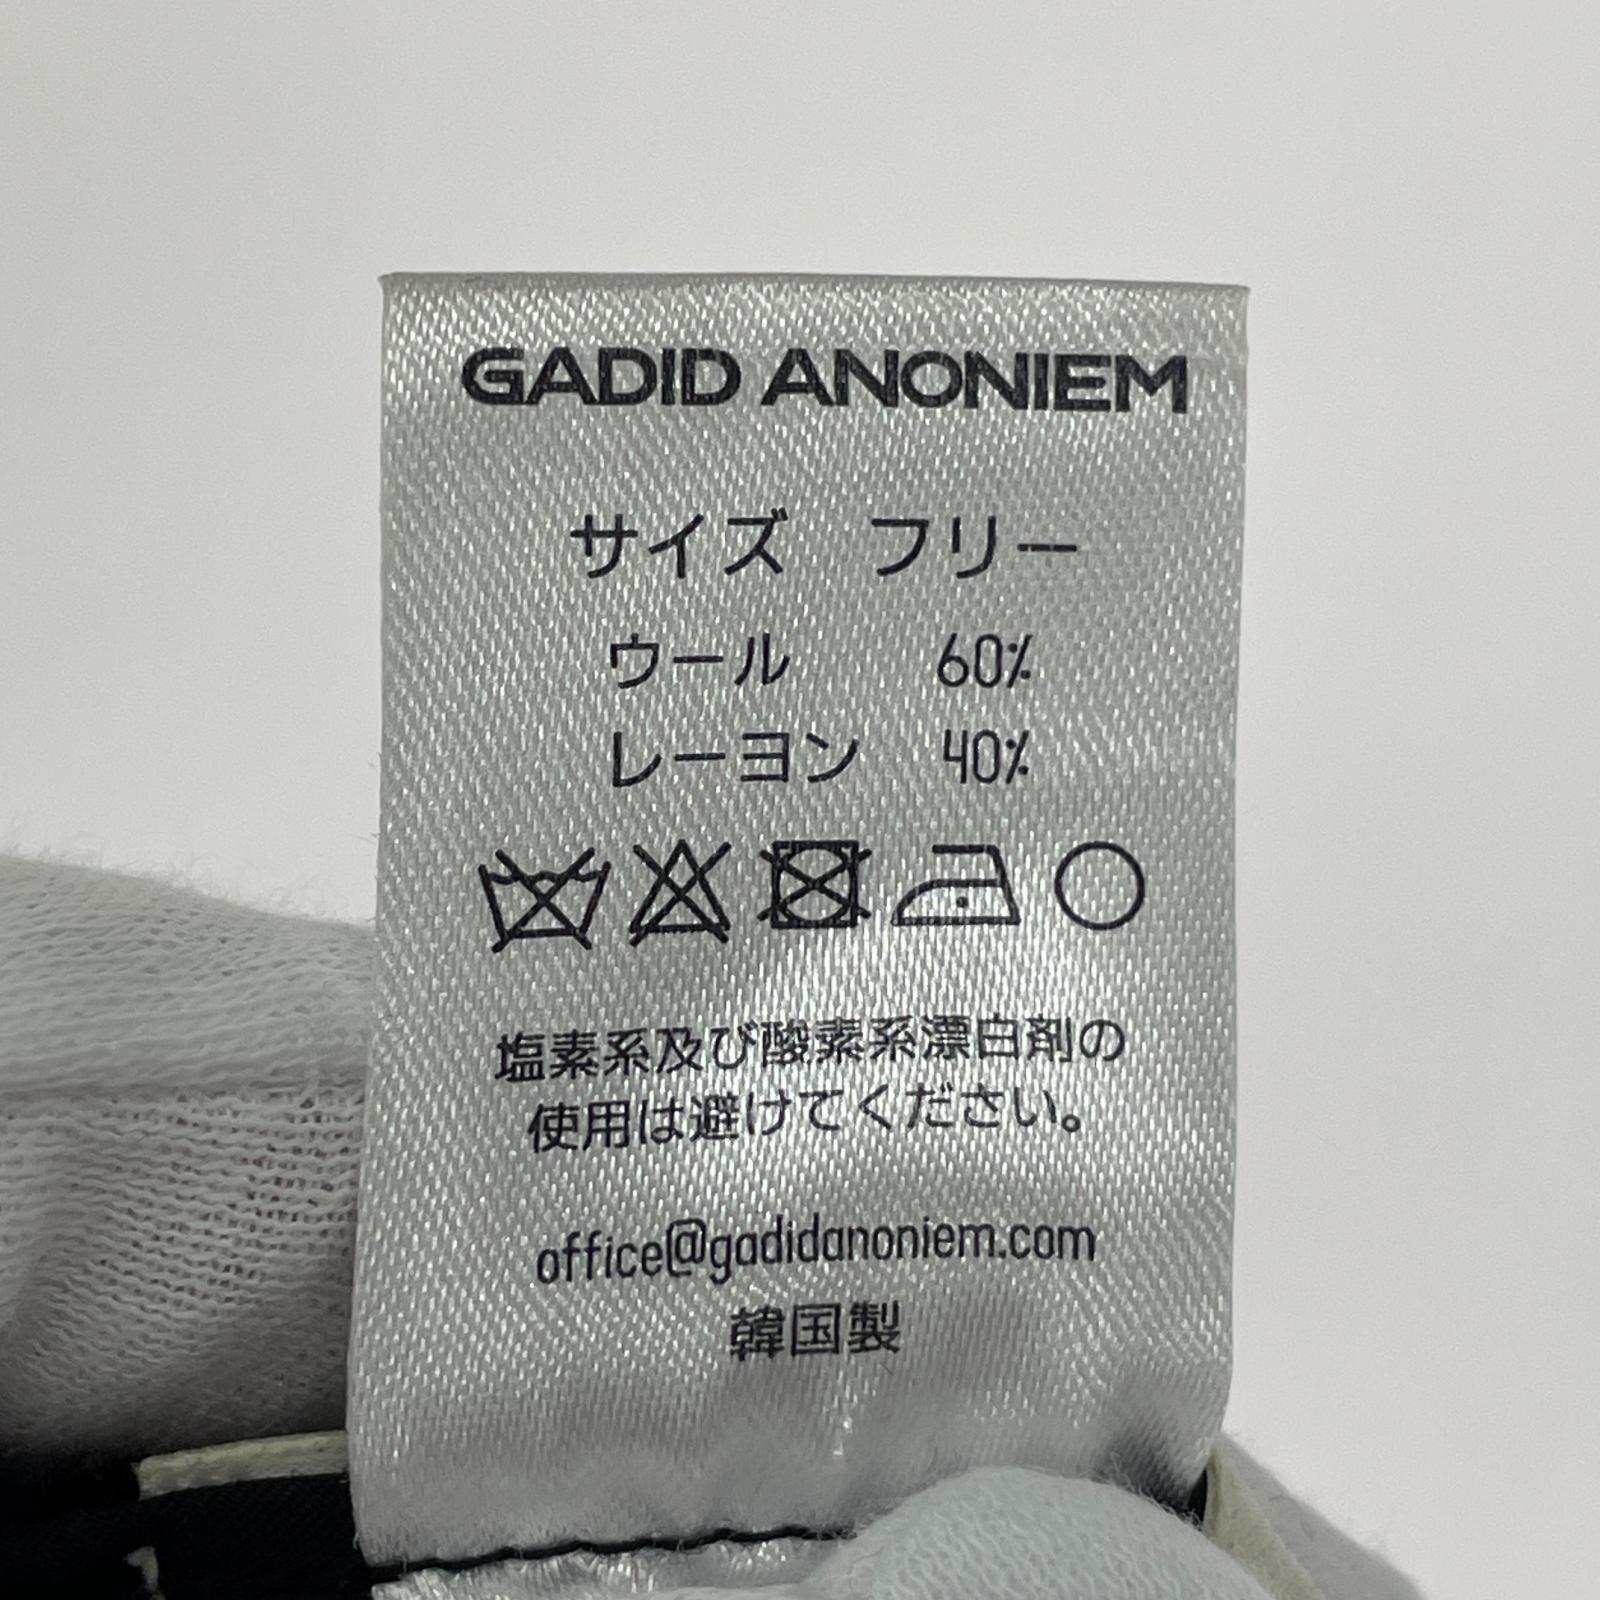 GADID ANONIEM
サイズ　フリー
ウール　60%
レーヨン　40%
塩素系及び酸素系漂白剤の
使用は避けてください。
office@gadidanoniem.com
韓国製